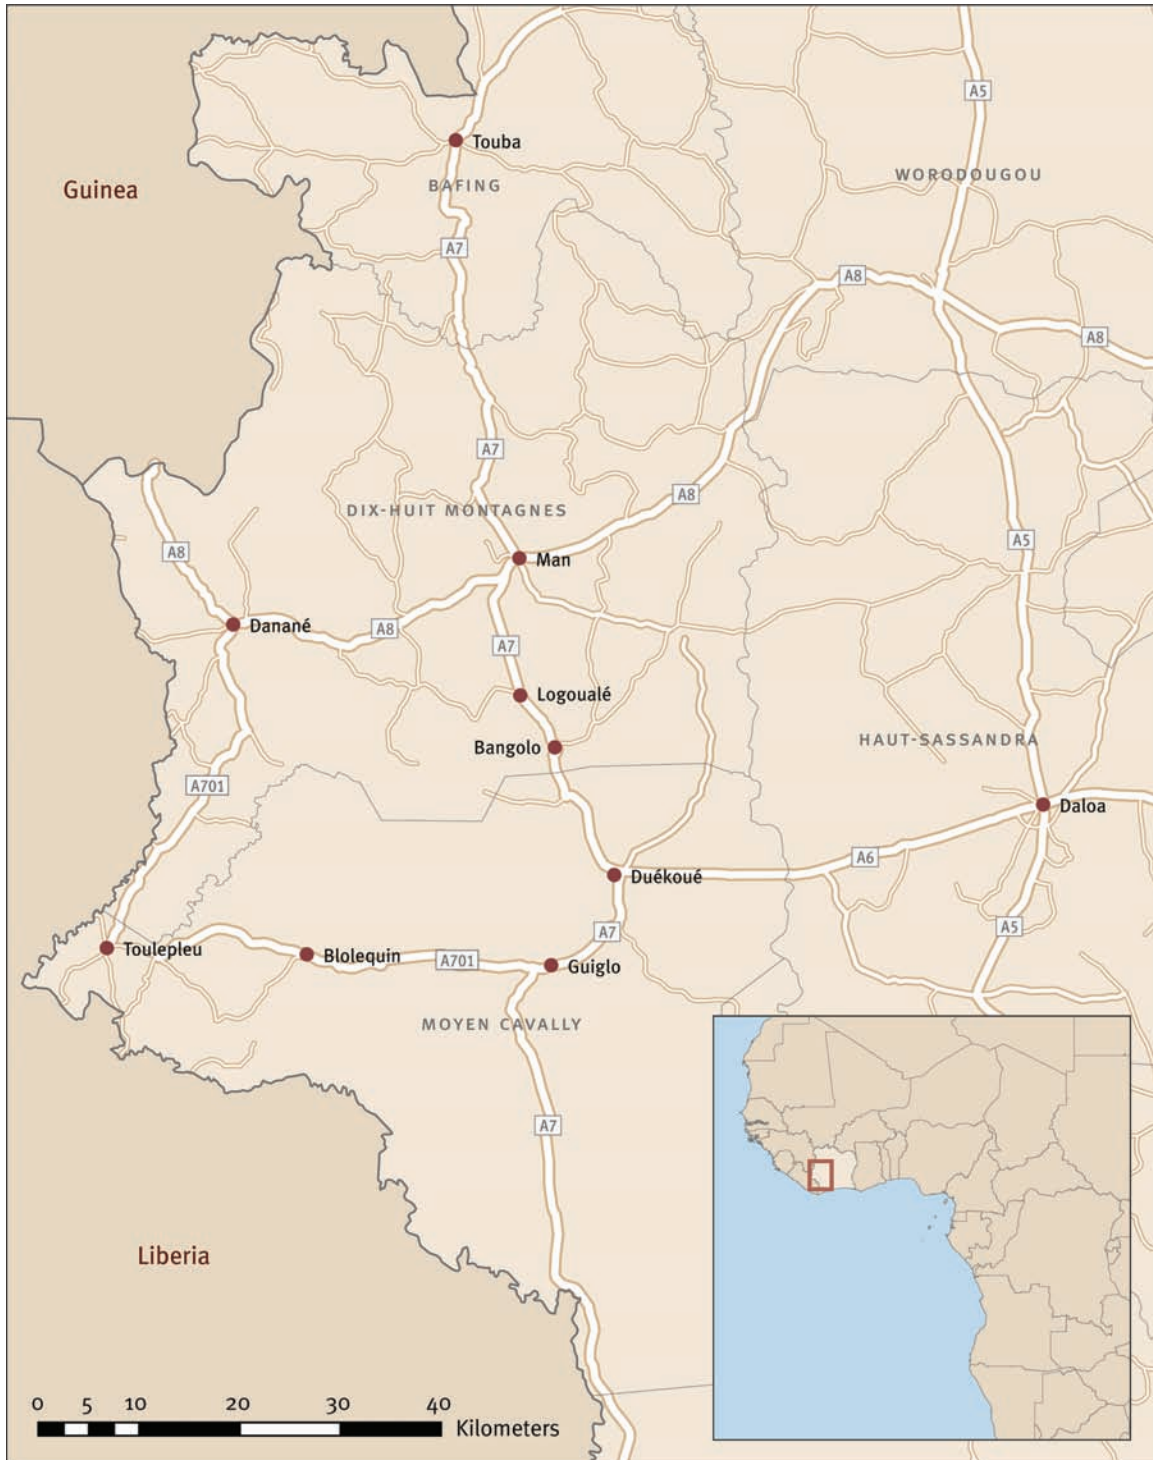 A5
Touba
Guinea
WORODOUGOU
BAFING
A7
A8
A8
A7
A8
DIX-HUIT MONTAGNES
A5
A8
Man
Danané
A8
A7
Logoualé
HAUT-SASSANDRA
Bangolo
A701
Daloa
A6
Duékoué
A5
A7
Toulepleu
Blolequin
A701
Guiglo
MOYEN CAVALLY
A7
Liberia
0 5 10 20 30 40
Kilometers